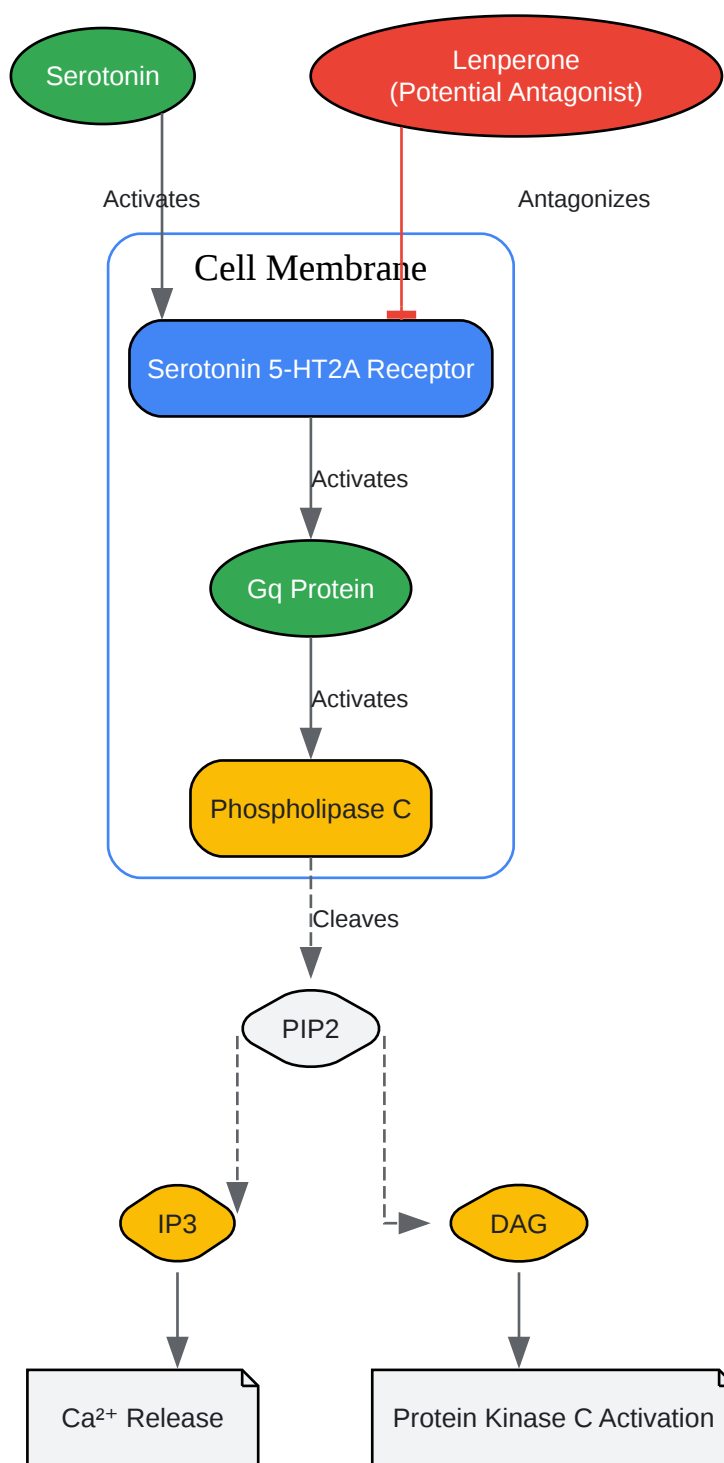 Serotonin
Lenperone
(Potential Antagonist)
Activates
Antagonizes
Cell Membrane
Serotonin 5-HT2A Receptor
Activates
Gq Protein
Activates
Phospholipase C
Cleaves
PIP2
IP3
DAG
Ca²⁺ Release
Protein Kinase C Activation